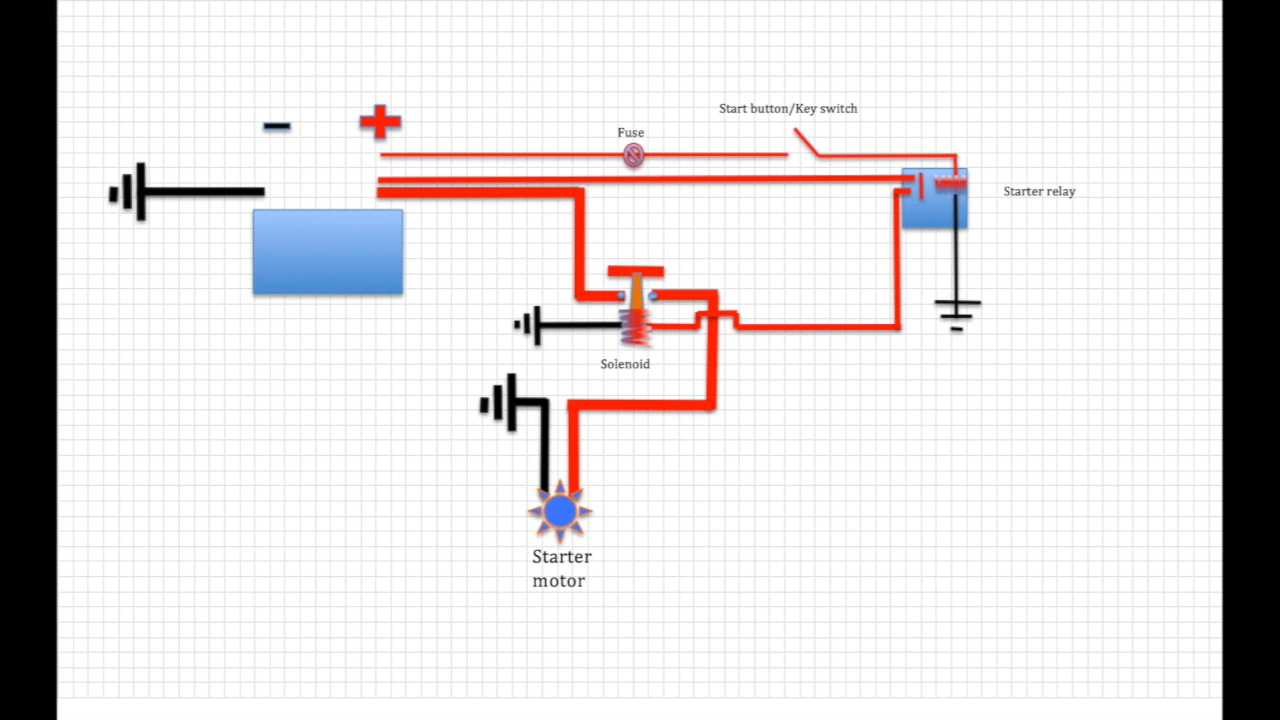 Start button/Key switch
Fuse
Starter relay
Solenoid
Starter
motor